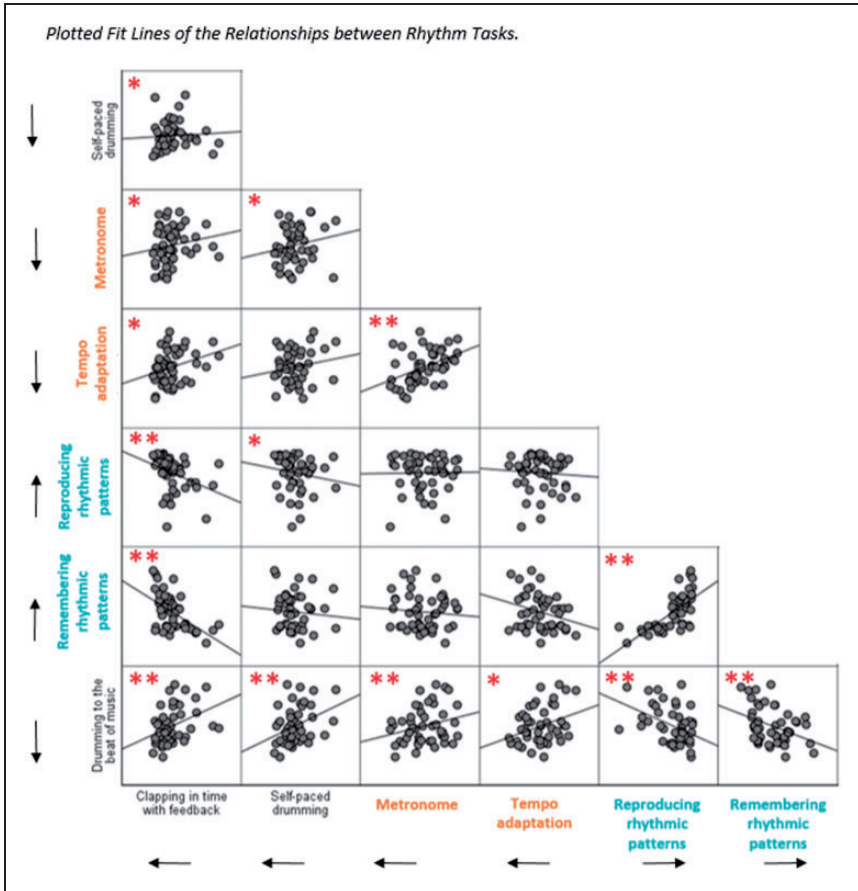 Plotted Fit Lines of the Relationships between Rhythm Tasks.
*
Self-paced
drumming
* *
Metronome
* **
Tempo
adaptation
** *
Reproducing
rhythmic
patterns
** **
Remembering
rhythmic
patterns
** ** ** * ** **
Drumming to the
beat of music
Clapping in time
with feedback
Self-paced
drumming
Metronome
Tempo
adaptation
Reproducing
rhythmic
patterns
Remembering
rhythmic
patterns